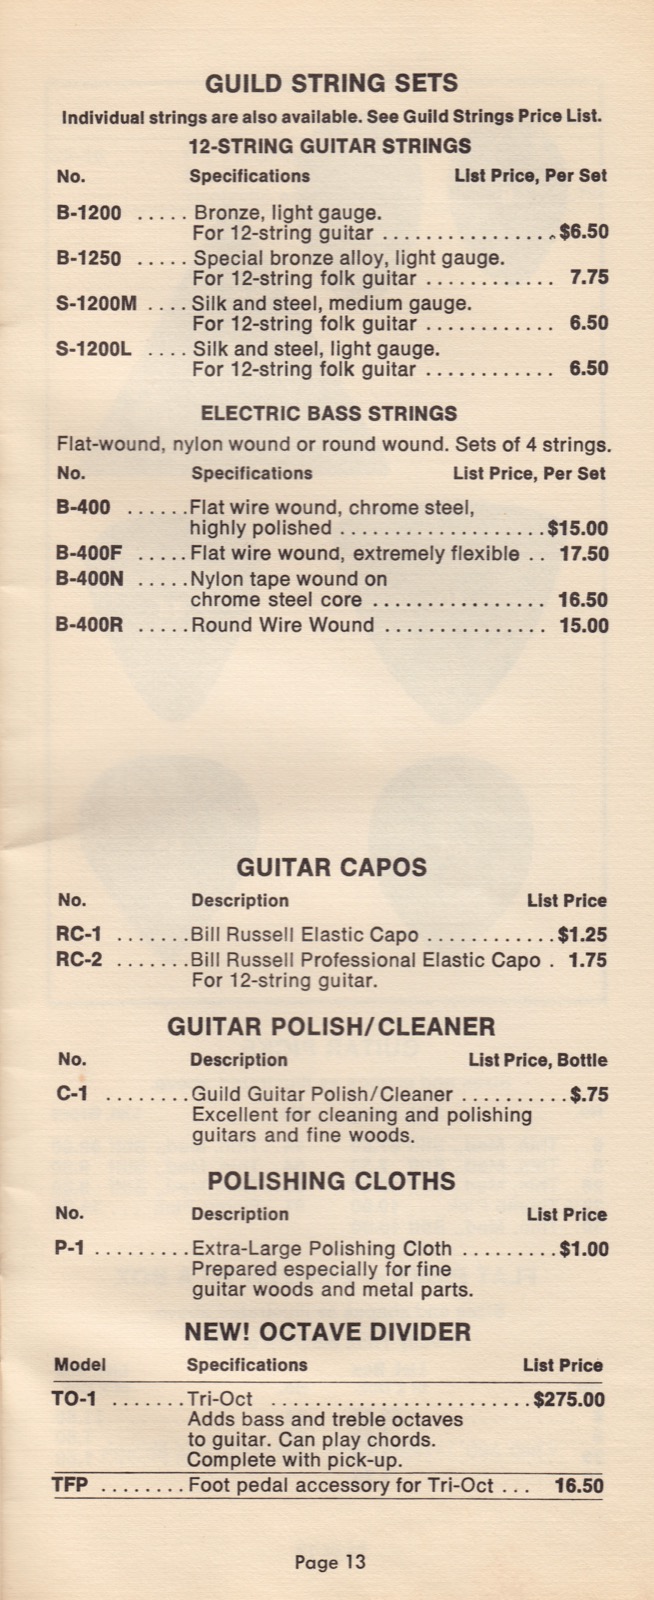 GUILD STRING SETS
Individual strings are also available. See Guild Strings Price List.
12-STRING GUITAR STRINGS
No. Specifications List Price, Per Set
B-1200 ..... Bronze, light gauge.
For 12-string guitar ................ $6.50
B-1250 ..... Special bronze alloy, light gauge.
For 12-string folk guitar ............ 7.75
S-1200M .... Silk and steel, medium gauge.
For 12-string folk guitar ............ 6.50
S-1200L .... Silk and steel, light gauge.
For 12-string folk guitar ............ 6.50
ELECTRIC BASS STRINGS
Flat-wound, nylon wound or round wound. Sets of 4 strings.
No. Specifications List Price, Per Set
B-400 ...... Flat wire wound, chrome steel,
highly polished ................... $15.00
B-400F ..... Flat wire wound, extremely flexible .. 17.50
B-400N ..... Nylon tape wound on
chrome steel core ................ 16.50
B-400R ..... Round Wire Wound ............... 15.00
GUITAR CAPOS
No. Description List Price
RC-1 ....... Bill Russell Elastic Capo ............ $1.25
RC-2 ....... Bill Russell Professional Elastic Capo . 1.75
For 12-string guitar.
GUITAR POLISH/CLEANER
No. Description List Price, Bottle
C-1 ........ Guild Guitar Polish/Cleaner .......... $.75
Excellent for cleaning and polishing
guitars and fine woods.
POLISHING CLOTHS
No. Description List Price
P-1 ......... Extra-Large Polishing Cloth ......... $1.00
Prepared especially for fine
guitar woods and metal parts.
NEW! OCTAVE DIVIDER
Model Specifications List Price
TO-1 ....... Tri-Oct ......................... $275.00
Adds bass and treble octaves
to guitar. Can play chords.
Complete with pick-up.
TFP ........ Foot pedal accessory for Tri-Oct ... 16.50
Page 13